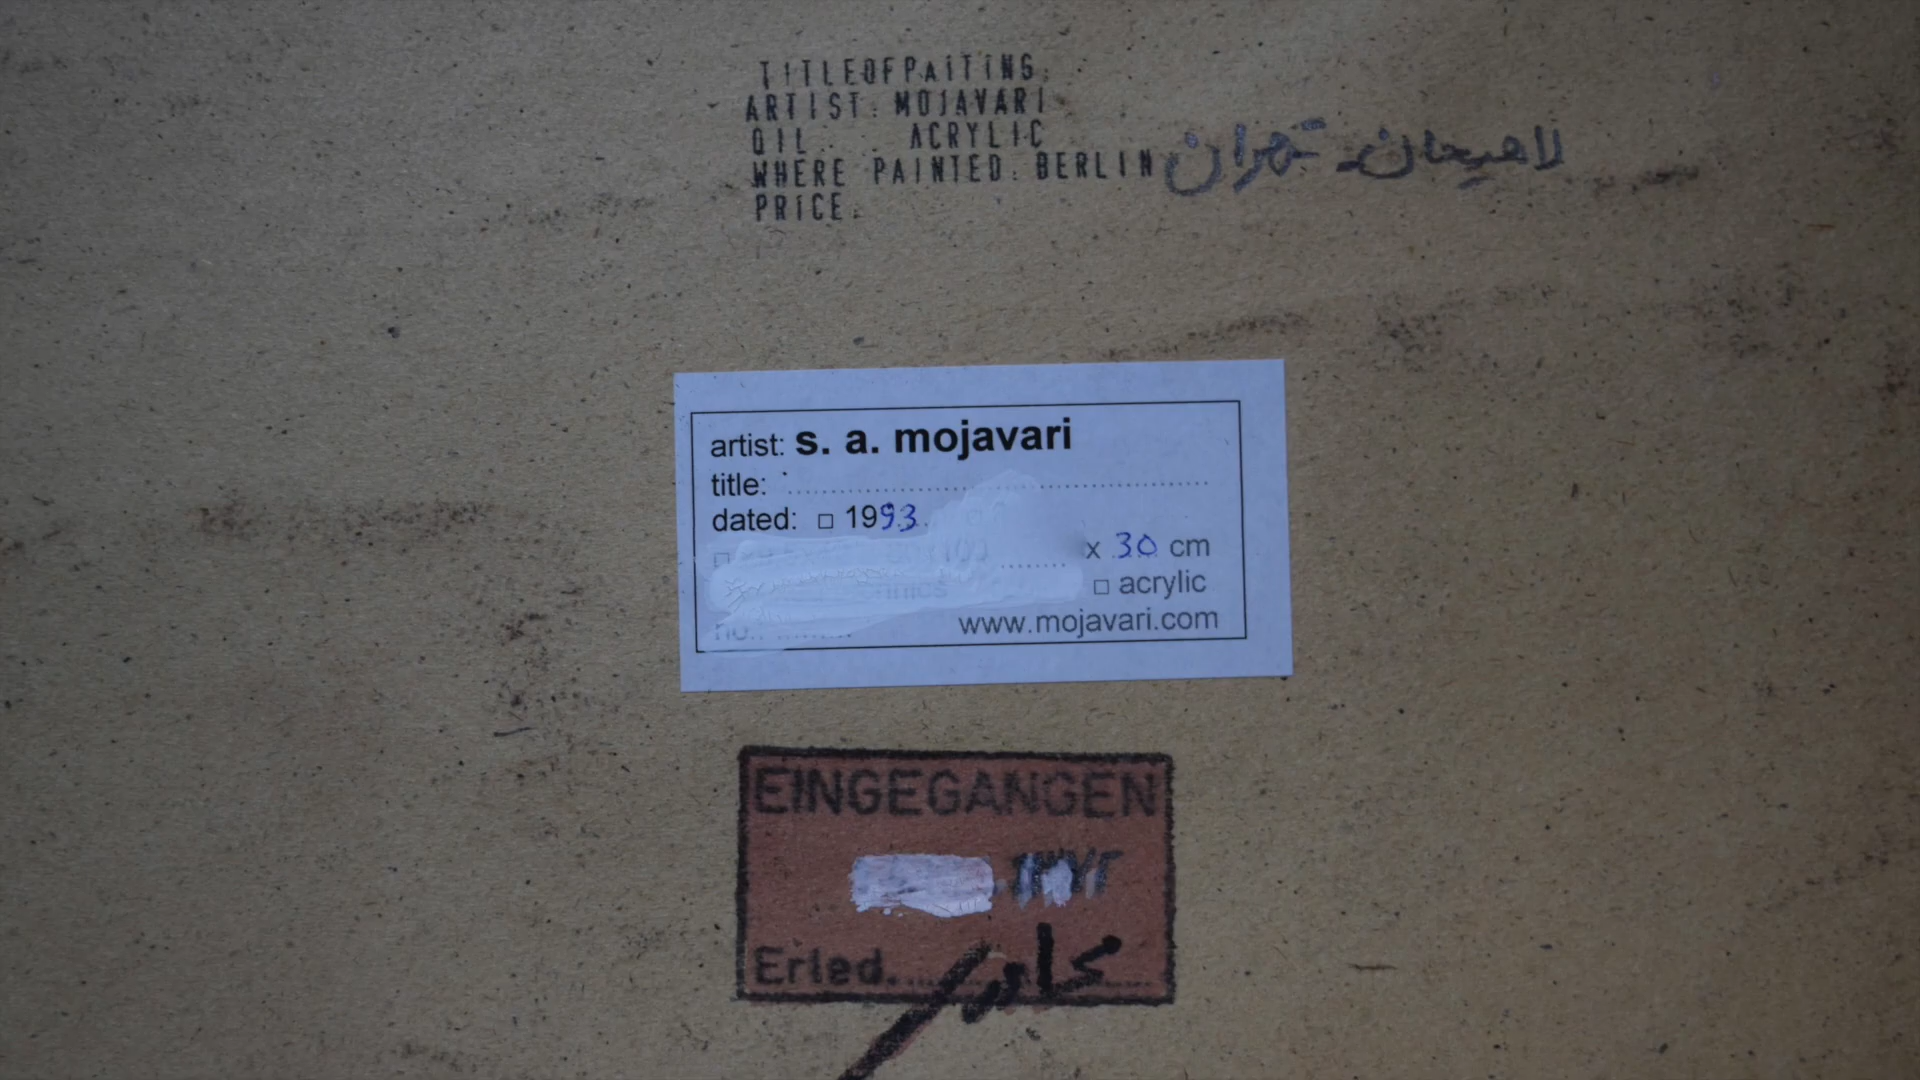 TITLEOFPAITING:
ARTIST: MOJAVARI
OIL : ACRYLIC
WHERE PAINTED: BERLIN لاهیجان - تهران
PRICE:
artist: s. a. mojavari
title:
dated: □ 1993
x 30 cm
□ acrylic
no.:
www.mojavari.com
EINGEGANGEN
Erled.